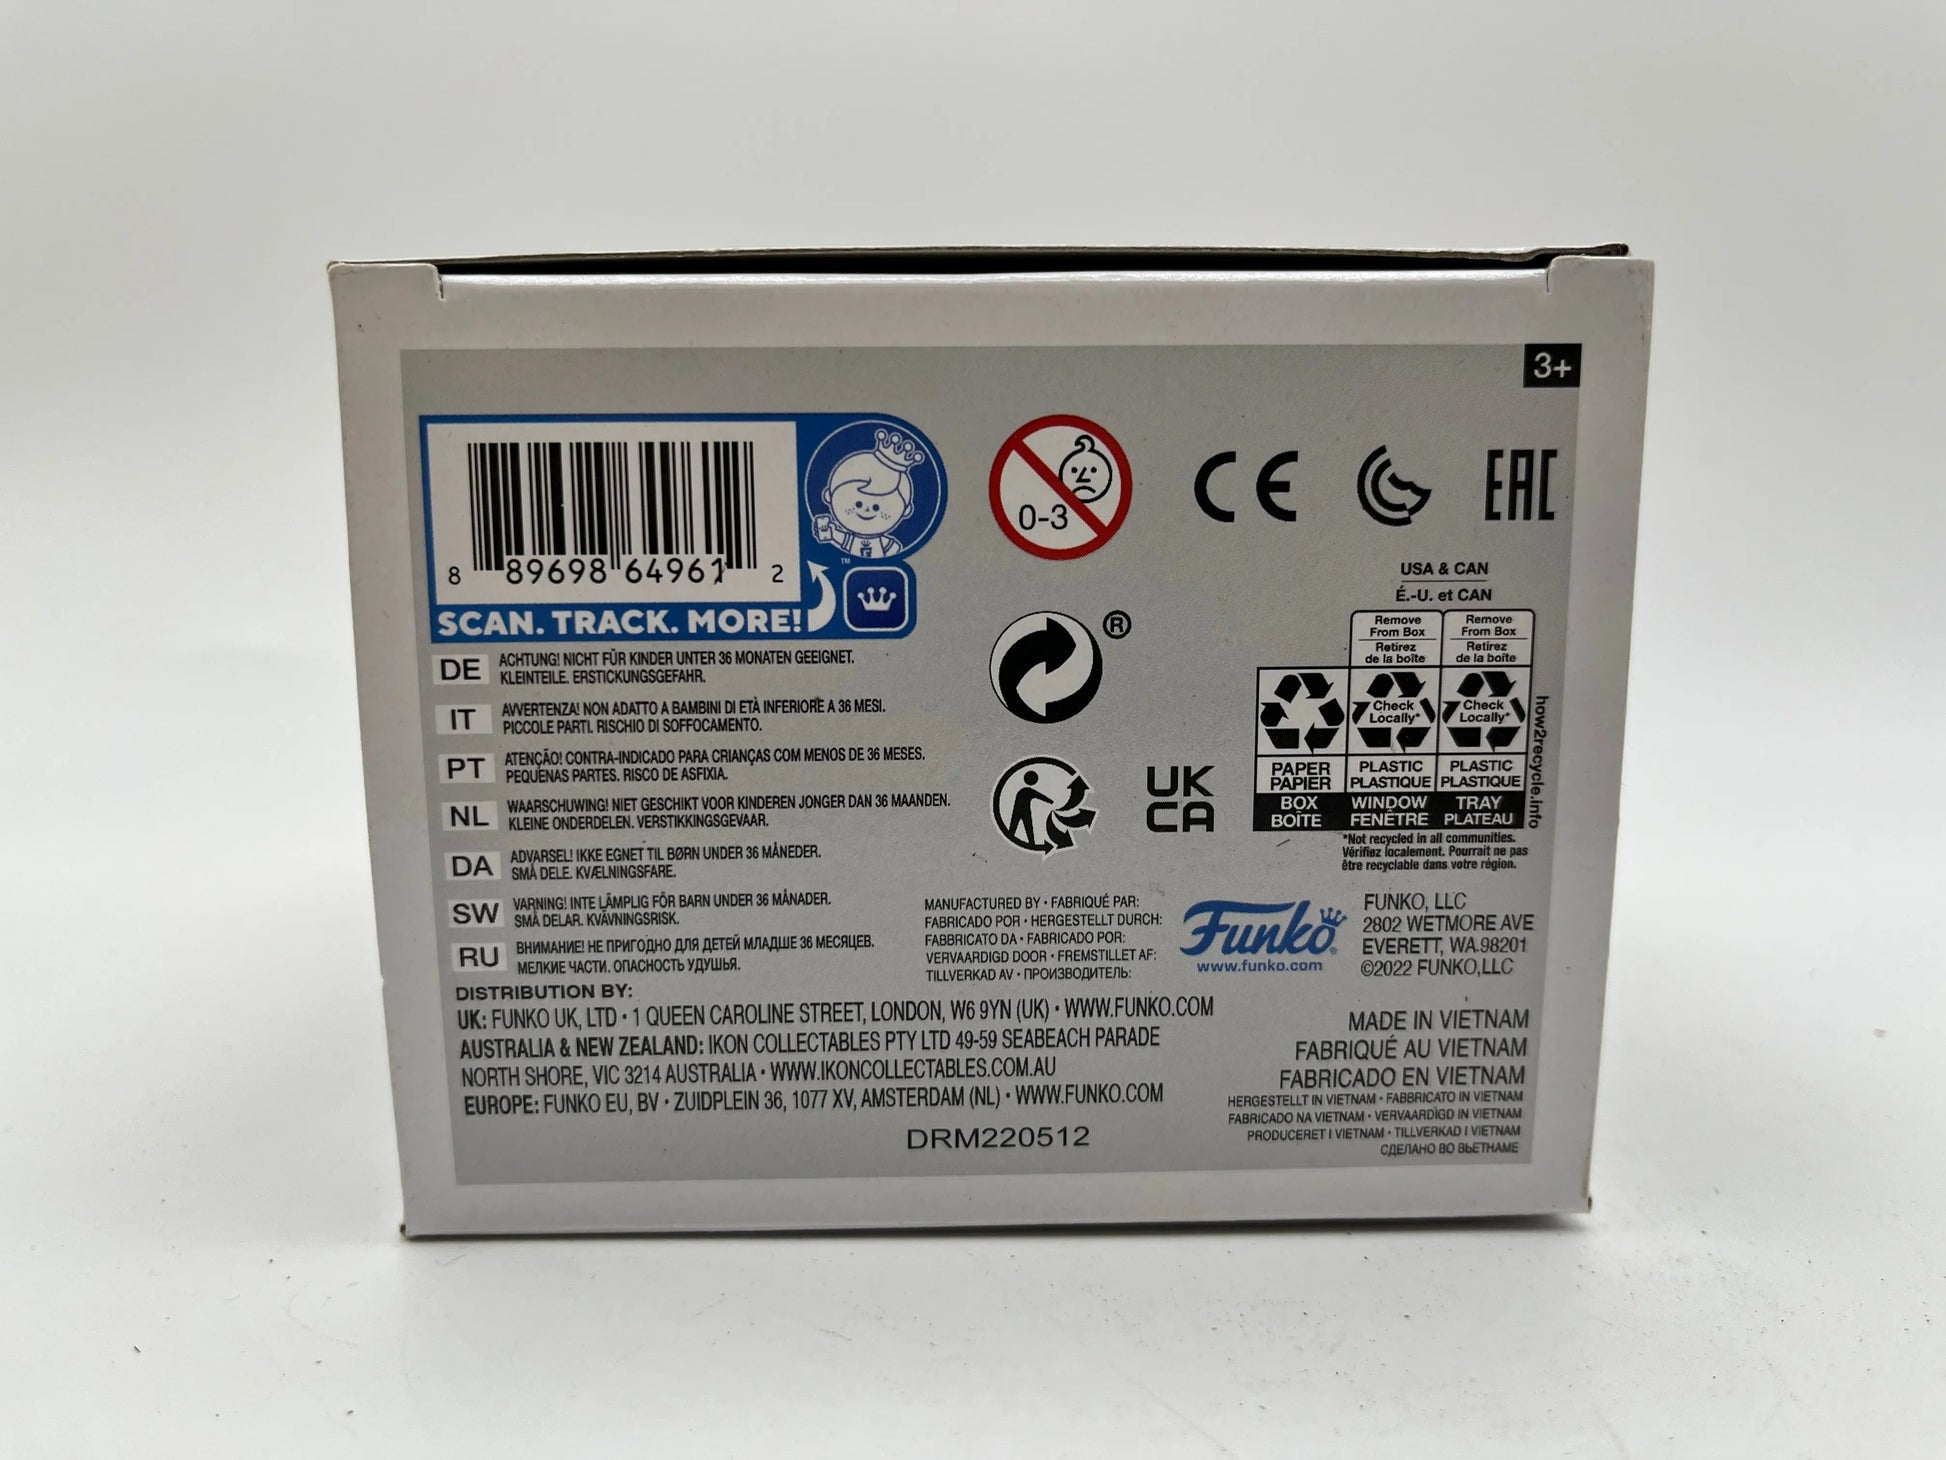 3+
8 89698 64961 2
SCAN. TRACK. MORE!
TM
0-3
CE
EAC
USA & CAN
É.-U. et CAN
Remove
From Box
Retirez
de la boîte
Remove
From Box
Retirez
de la boîte
Check
Locally*
Check
Locally*
PAPER
PAPIER
PLASTIC
PLASTIQUE
PLASTIC
PLASTIQUE
BOX
BOÎTE
WINDOW
FENÊTRE
TRAY
PLATEAU
how2recycle.info
*Not recycled in all communities.
Vérifiez localement. Pourrait ne pas
être recyclable dans votre région.
®
UK
CA
DE ACHTUNG! NICHT FÜR KINDER UNTER 36 MONATEN GEEIGNET.
KLEINTEILE. ERSTICKUNGSGEFAHR.
IT AVVERTENZA! NON ADATTO A BAMBINI DI ETÀ INFERIORE A 36 MESI.
PICCOLE PARTI. RISCHIO DI SOFFOCAMENTO.
PT ATENÇÃO! CONTRA-INDICADO PARA CRIANÇAS COM MENOS DE 36 MESES.
PEQUENAS PARTES. RISCO DE ASFIXIA.
NL WAARSCHUWING! NIET GESCHIKT VOOR KINDEREN JONGER DAN 36 MAANDEN.
KLEINE ONDERDELEN. VERSTIKKINGSGEVAAR.
DA ADVARSEL! IKKE EGNET TIL BØRN UNDER 36 MÅNEDER.
SMÅ DELE. KVÆLNINGSFARE.
SW VARNING! INTE LÄMPLIG FÖR BARN UNDER 36 MÅNADER.
SMÅ DELAR. KVÄVNINGSRISK.
RU ВНИМАНИЕ! НЕ ПРИГОДНО ДЛЯ ДЕТЕЙ МЛАДШЕ 36 МЕСЯЦЕВ.
МЕЛКИЕ ЧАСТИ. ОПАСНОСТЬ УДУШЬЯ.
MANUFACTURED BY • FABRIQUÉ PAR:
FABRICADO POR • HERGESTELLT DURCH:
FABBRICATO DA • FABRICADO POR:
VERVAARDIGD DOOR • FREMSTILLET AF:
TILLVERKAD AV • ПРОИЗВОДИТЕЛЬ:
Funko®
www.funko.com
FUNKO, LLC
2802 WETMORE AVE
EVERETT, WA 98201
©2022 FUNKO,LLC
DISTRIBUTION BY:
UK: FUNKO UK, LTD • 1 QUEEN CAROLINE STREET, LONDON, W6 9YN (UK) • WWW.FUNKO.COM
AUSTRALIA & NEW ZEALAND: IKON COLLECTABLES PTY LTD 49-59 SEABEACH PARADE
NORTH SHORE, VIC 3214 AUSTRALIA • WWW.IKONCOLLECTABLES.COM.AU
EUROPE: FUNKO EU, BV • ZUIDPLEIN 36, 1077 XV, AMSTERDAM (NL) • WWW.FUNKO.COM
DRM220512
MADE IN VIETNAM
FABRIQUÉ AU VIETNAM
FABRICADO EN VIETNAM
HERGESTELLT IN VIETNAM • FABBRICATO IN VIETNAM
FABRICADO NA VIETNAM • VERVAARDIGD IN VIETNAM
PRODUCERET I VIETNAM • TILLVERKAD I VIETNAM
СДЕЛАНО ВО ВЬЕТНАМЕ